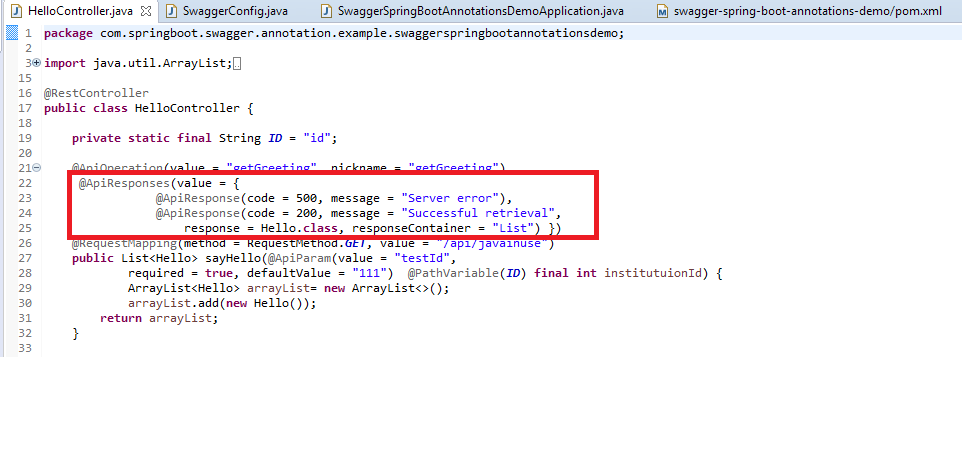 HelloController.java SwaggerConfig.java SwaggerSpringBootAnnotationsDemoApplication.java swagger-spring-boot-annotations-demo/pom.xml
1 package com.springboot.swagger.annotation.example.swaggerspringbootannotationsdemo;
2
3 import java.util.ArrayList;
15
16 @RestController
17 public class HelloController {
18
19 private static final String ID = "id";
20
21 @ApiOperation(value = "getGreeting", nickname = "getGreeting")
22 @ApiResponses(value = {
23 @ApiResponse(code = 500, message = "Server error"),
24 @ApiResponse(code = 200, message = "Successful retrieval",
25 response = Hello.class, responseContainer = "List") })
26 @RequestMapping(method = RequestMethod.GET, value = "/api/javainuse")
27 public List<Hello> sayHello(@ApiParam(value = "testId",
28 required = true, defaultValue = "111") @PathVariable(ID) final int institutuionId) {
29 ArrayList<Hello> arrayList= new ArrayList<>();
30 arrayList.add(new Hello());
31 return arrayList;
32 }
33